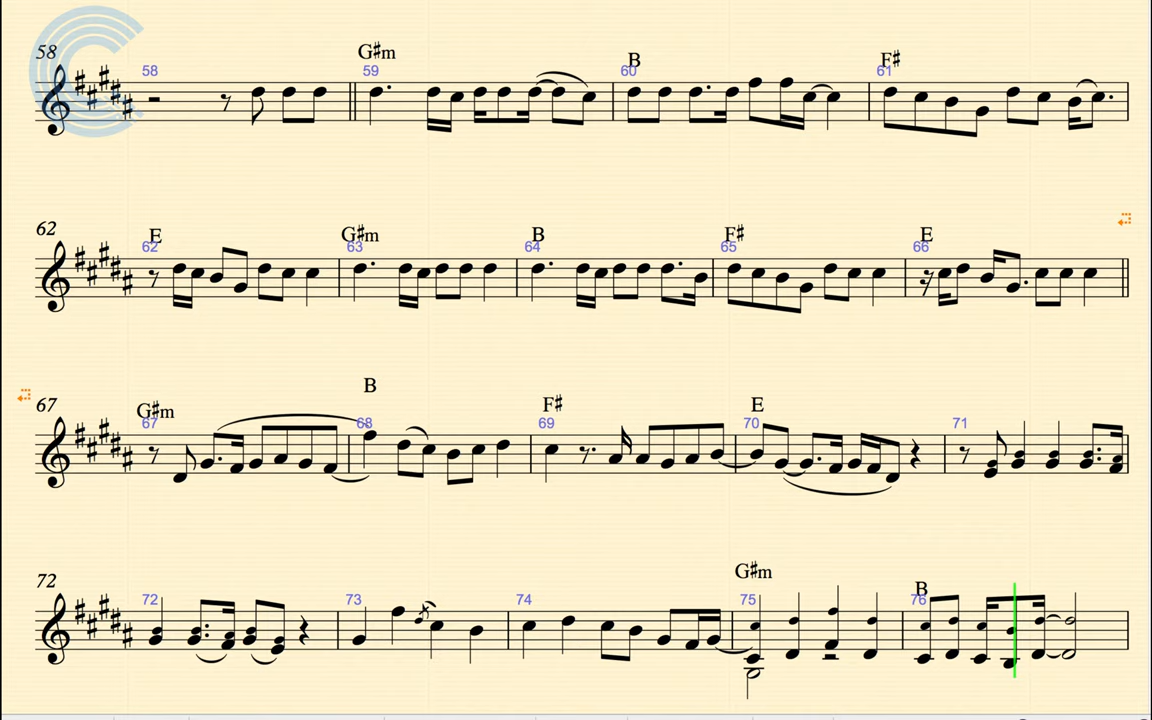 58 58 G#m 59 B 60 F# 61
62 E 62 G#m 63 B 64 F# 65 E 66
67 G#m 67 B 68 F# 69 E 70 71
72 72 73 74 G#m 75 B 76